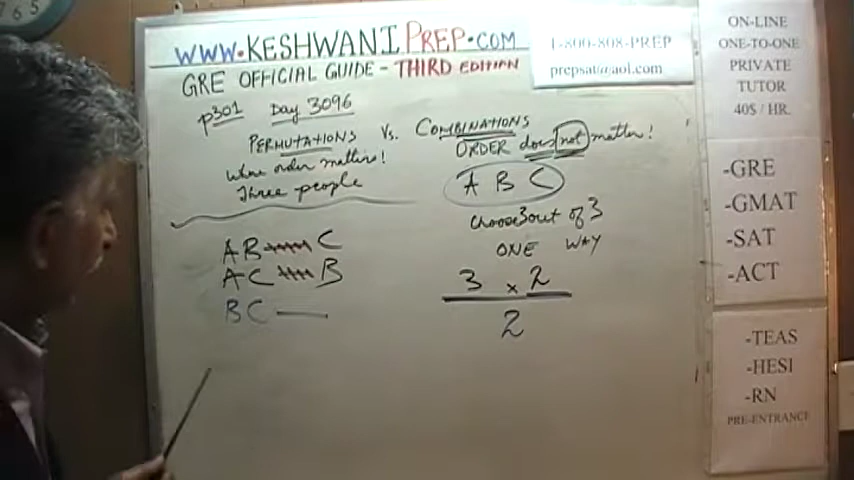 65
WWW.KESHWANIPREP.COM
1-800-808-PREP
prepsat@aol.com
GRE OFFICIAL GUIDE - THIRD EDITION
p301 Day 3096
PERMUTATIONS Vs. COMBINATIONS
where order matters! ORDER does not matter!
Three people
A B C
choose 3 out of 3
ONE WAY
AB C
AC B
BC
3 x 2
2
ON-LINE
ONE-TO-ONE
PRIVATE
TUTOR
40$ / HR.
-GRE
-GMAT
-SAT
-ACT
-TEAS
-HESI
-RN
PRE-ENTRANCE